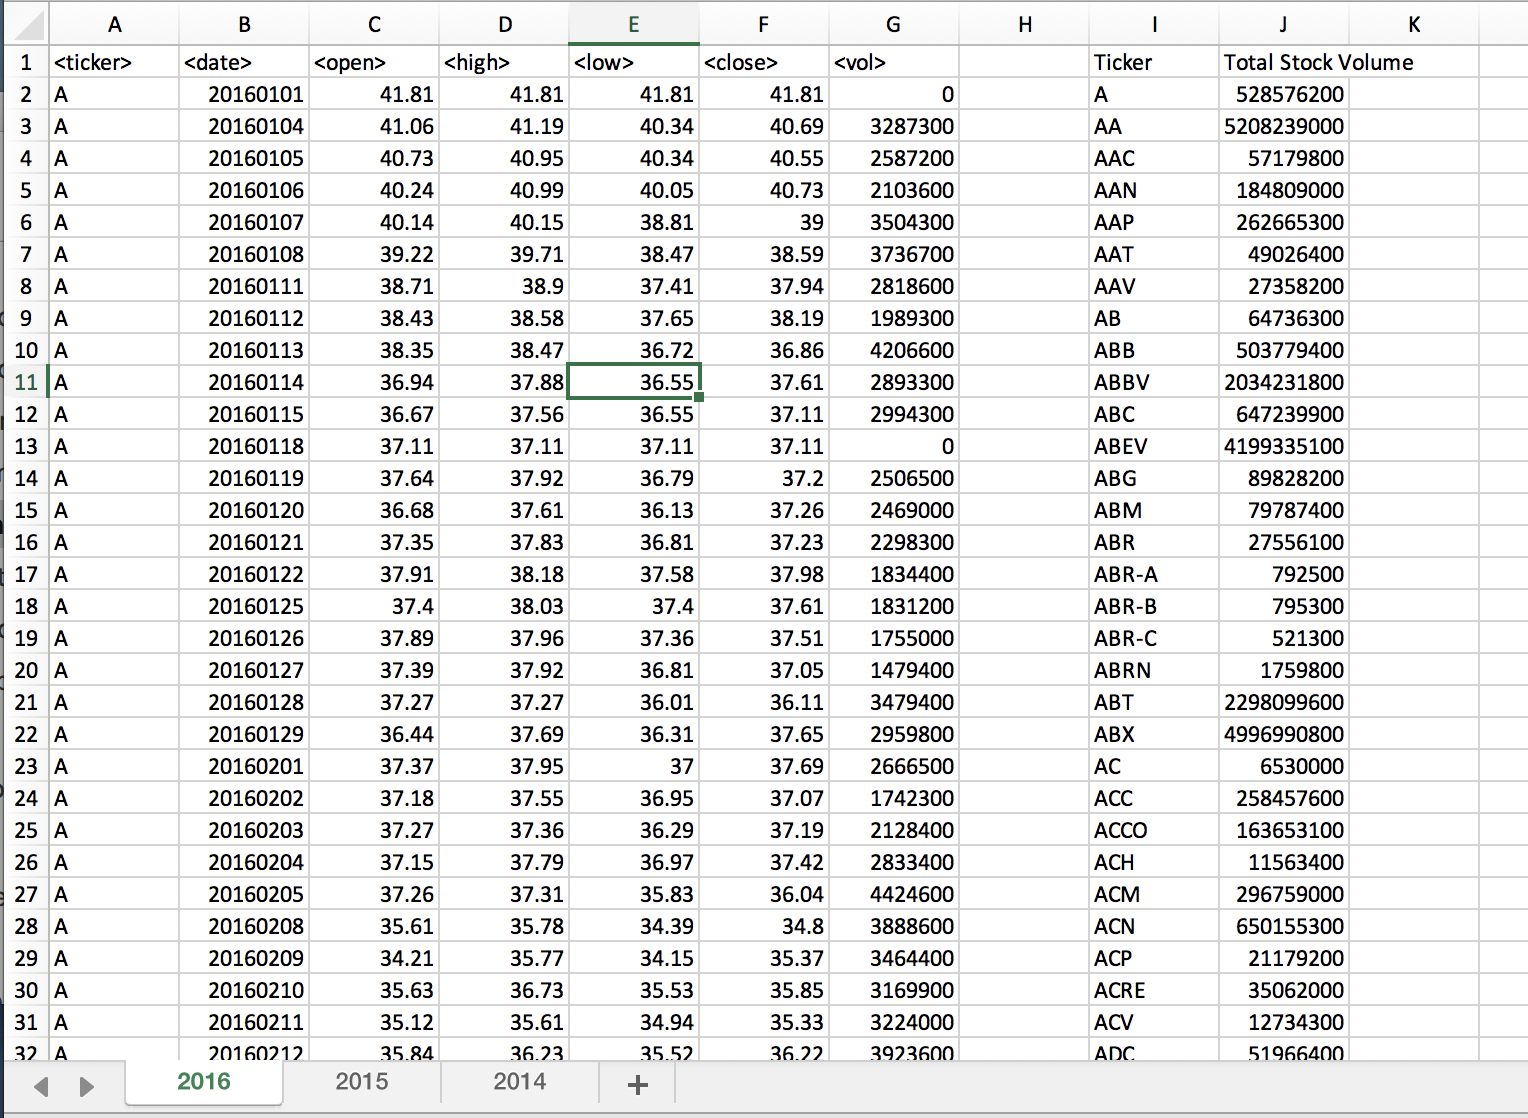 A B C D E F G H I J K
1 <ticker> <date> <open> <high> <low> <close> <vol> Ticker Total Stock Volume
2 A 20160101 41.81 41.81 41.81 41.81 0 A 528576200
3 A 20160104 41.06 41.19 40.34 40.69 3287300 AA 5208239000
4 A 20160105 40.73 40.95 40.34 40.55 2587200 AAC 57179800
5 A 20160106 40.24 40.99 40.05 40.73 2103600 AAN 184809000
6 A 20160107 40.14 40.15 38.81 39 3504300 AAP 262665300
7 A 20160108 39.22 39.71 38.47 38.59 3736700 AAT 49026400
8 A 20160111 38.71 38.9 37.41 37.94 2818600 AAV 27358200
9 A 20160112 38.43 38.58 37.65 38.19 1989300 AB 64736300
10 A 20160113 38.35 38.47 36.72 36.86 4206600 ABB 503779400
11 A 20160114 36.94 37.88 36.55 37.61 2893300 ABBV 2034231800
12 A 20160115 36.67 37.56 36.55 37.11 2994300 ABC 647239900
13 A 20160118 37.11 37.11 37.11 37.11 0 ABEV 4199335100
14 A 20160119 37.64 37.92 36.79 37.2 2506500 ABG 89828200
15 A 20160120 36.68 37.61 36.13 37.26 2469000 ABM 79787400
16 A 20160121 37.35 37.83 36.81 37.23 2298300 ABR 27556100
17 A 20160122 37.91 38.18 37.58 37.98 1834400 ABR-A 792500
18 A 20160125 37.4 38.03 37.4 37.61 1831200 ABR-B 795300
19 A 20160126 37.89 37.96 37.36 37.51 1755000 ABR-C 521300
20 A 20160127 37.39 37.92 36.81 37.05 1479400 ABRN 1759800
21 A 20160128 37.27 37.27 36.01 36.11 3479400 ABT 2298099600
22 A 20160129 36.44 37.69 36.31 37.65 2959800 ABX 4996990800
23 A 20160201 37.37 37.95 37 37.69 2666500 AC 6530000
24 A 20160202 37.18 37.55 36.95 37.07 1742300 ACC 258457600
25 A 20160203 37.27 37.36 36.29 37.19 2128400 ACCO 163653100
26 A 20160204 37.15 37.79 36.97 37.42 2833400 ACH 11563400
27 A 20160205 37.26 37.31 35.83 36.04 4424600 ACM 296759000
28 A 20160208 35.61 35.78 34.39 34.8 3888600 ACN 650155300
29 A 20160209 34.21 35.77 34.15 35.37 3464400 ACP 21179200
30 A 20160210 35.63 36.73 35.53 35.85 3169900 ACRE 35062000
31 A 20160211 35.12 35.61 34.94 35.33 3224000 ACV 12734300
32 A 20160212 35.84 36.23 35.52 36.22 3923600 ADC 51966400
2016 2015 2014 +